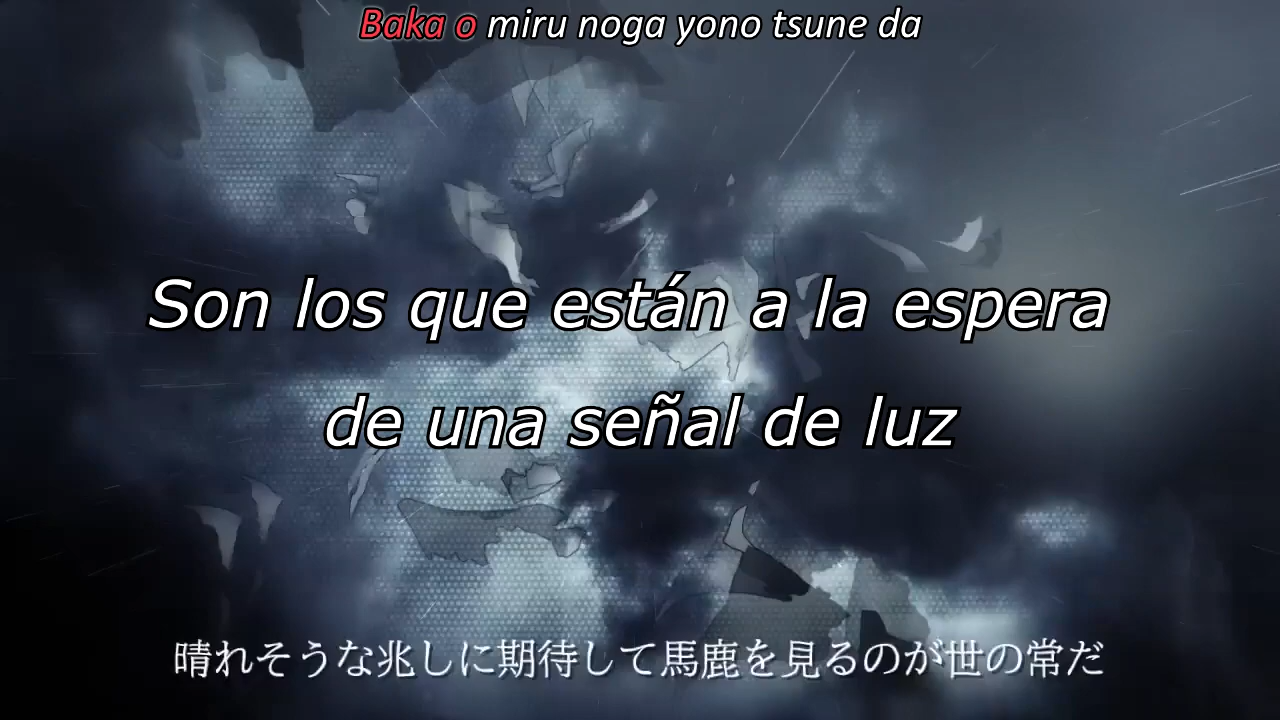 Baka o miru noga yono tsune da
Son los que están a la espera
de una señal de luz
晴れそうな兆しに期待して馬鹿を見るのが世の常だ